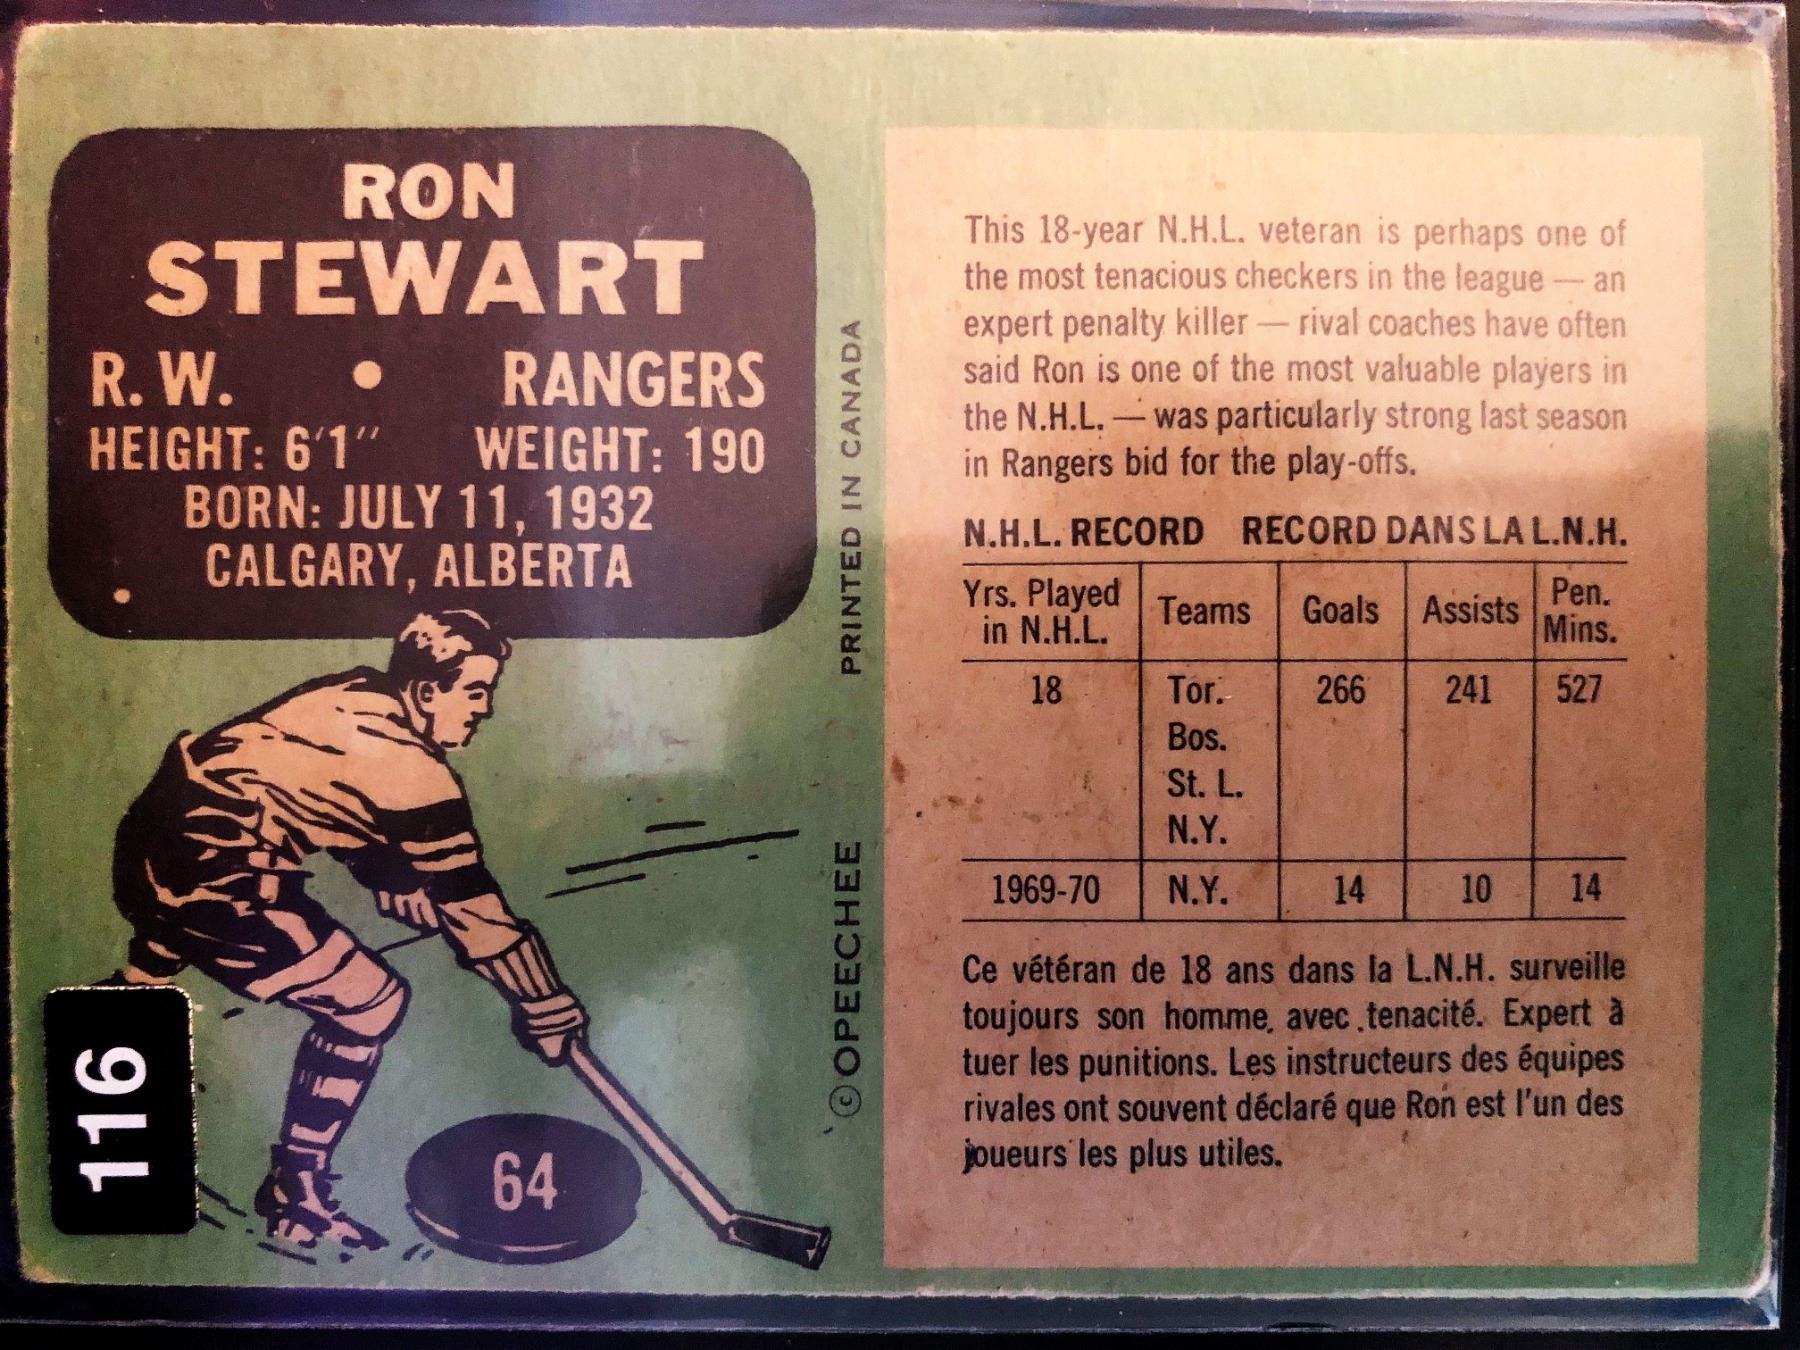 RON
STEWART
R. W. • RANGERS
HEIGHT: 6'1" WEIGHT: 190
BORN: JULY 11, 1932
CALGARY, ALBERTA
116
64
©OPEECHEE PRINTED IN CANADA
This 18-year N.H.L. veteran is perhaps one of
the most tenacious checkers in the league — an
expert penalty killer — rival coaches have often
said Ron is one of the most valuable players in
the N.H.L. — was particularly strong last season
in Rangers bid for the play-offs.
N.H.L. RECORD RECORD DANS LA L.N.H.
Yrs. Played in N.H.L. Teams Goals Assists Pen. Mins.
18 Tor. 266 241 527
Bos.
St. L.
N.Y.
1969-70 N.Y. 14 10 14
Ce vétéran de 18 ans dans la L.N.H. surveille
toujours son homme, avec tenacité. Expert à
tuer les punitions. Les instructeurs des équipes
rivales ont souvent déclaré que Ron est l'un des
joueurs les plus utiles.